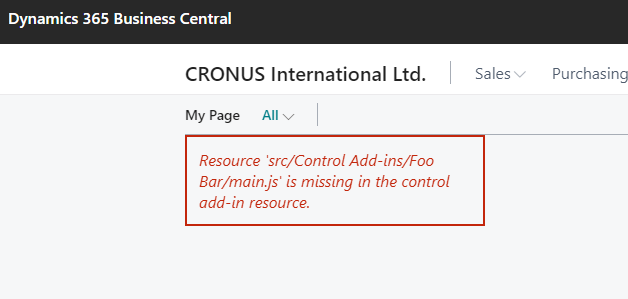 Dynamics 365 Business Central
CRONUS International Ltd. Sales Purchasing
My Page All
Resource 'src/Control Add-ins/Foo
Bar/main.js' is missing in the control
add-in resource.